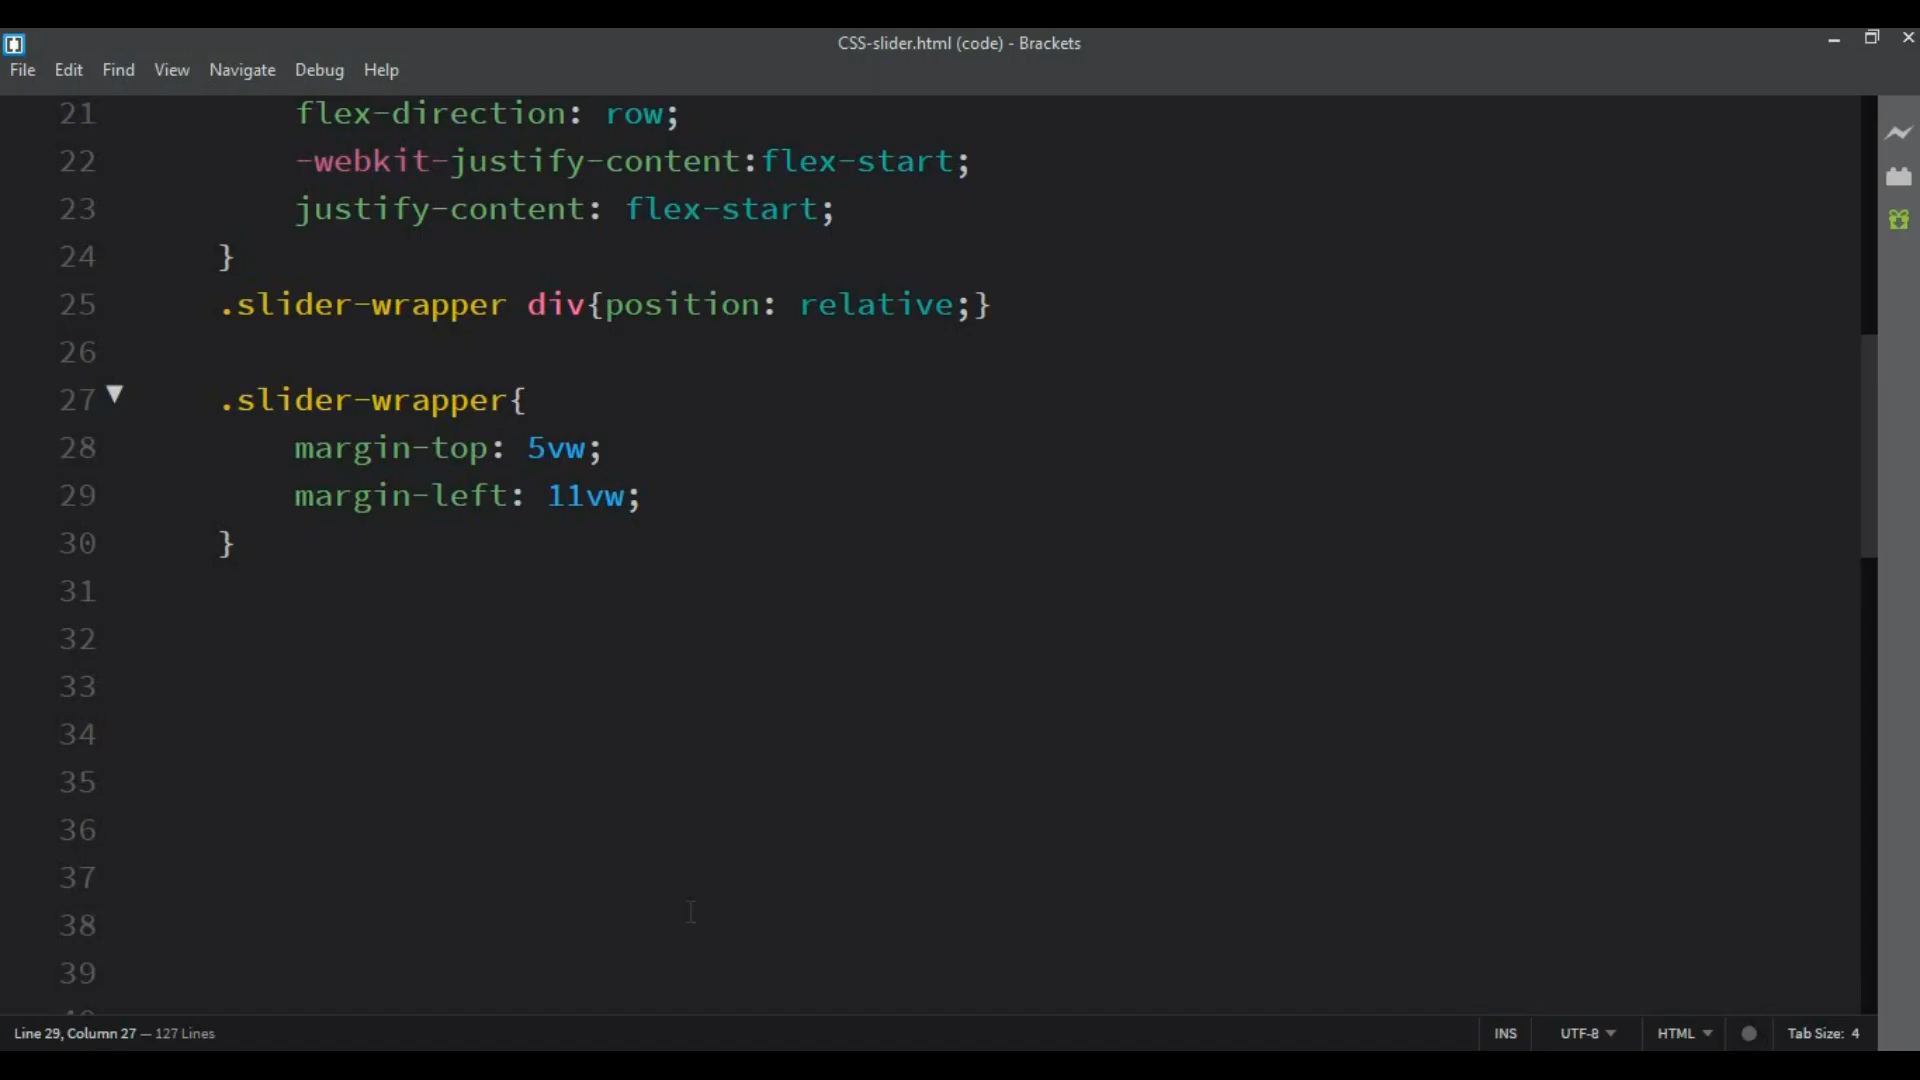 CSS-slider.html (code) - Brackets
File Edit Find View Navigate Debug Help
21 flex-direction: row;
22 -webkit-justify-content:flex-start;
23 justify-content: flex-start;
24 }
25 .slider-wrapper div{position: relative;}
26
27 .slider-wrapper{
28 margin-top: 5vw;
29 margin-left: 11vw;
30 }
31
32
33
34
35
36
37
38
39
Line 29, Column 27 — 127 Lines INS UTF-8 HTML Tab Size: 4